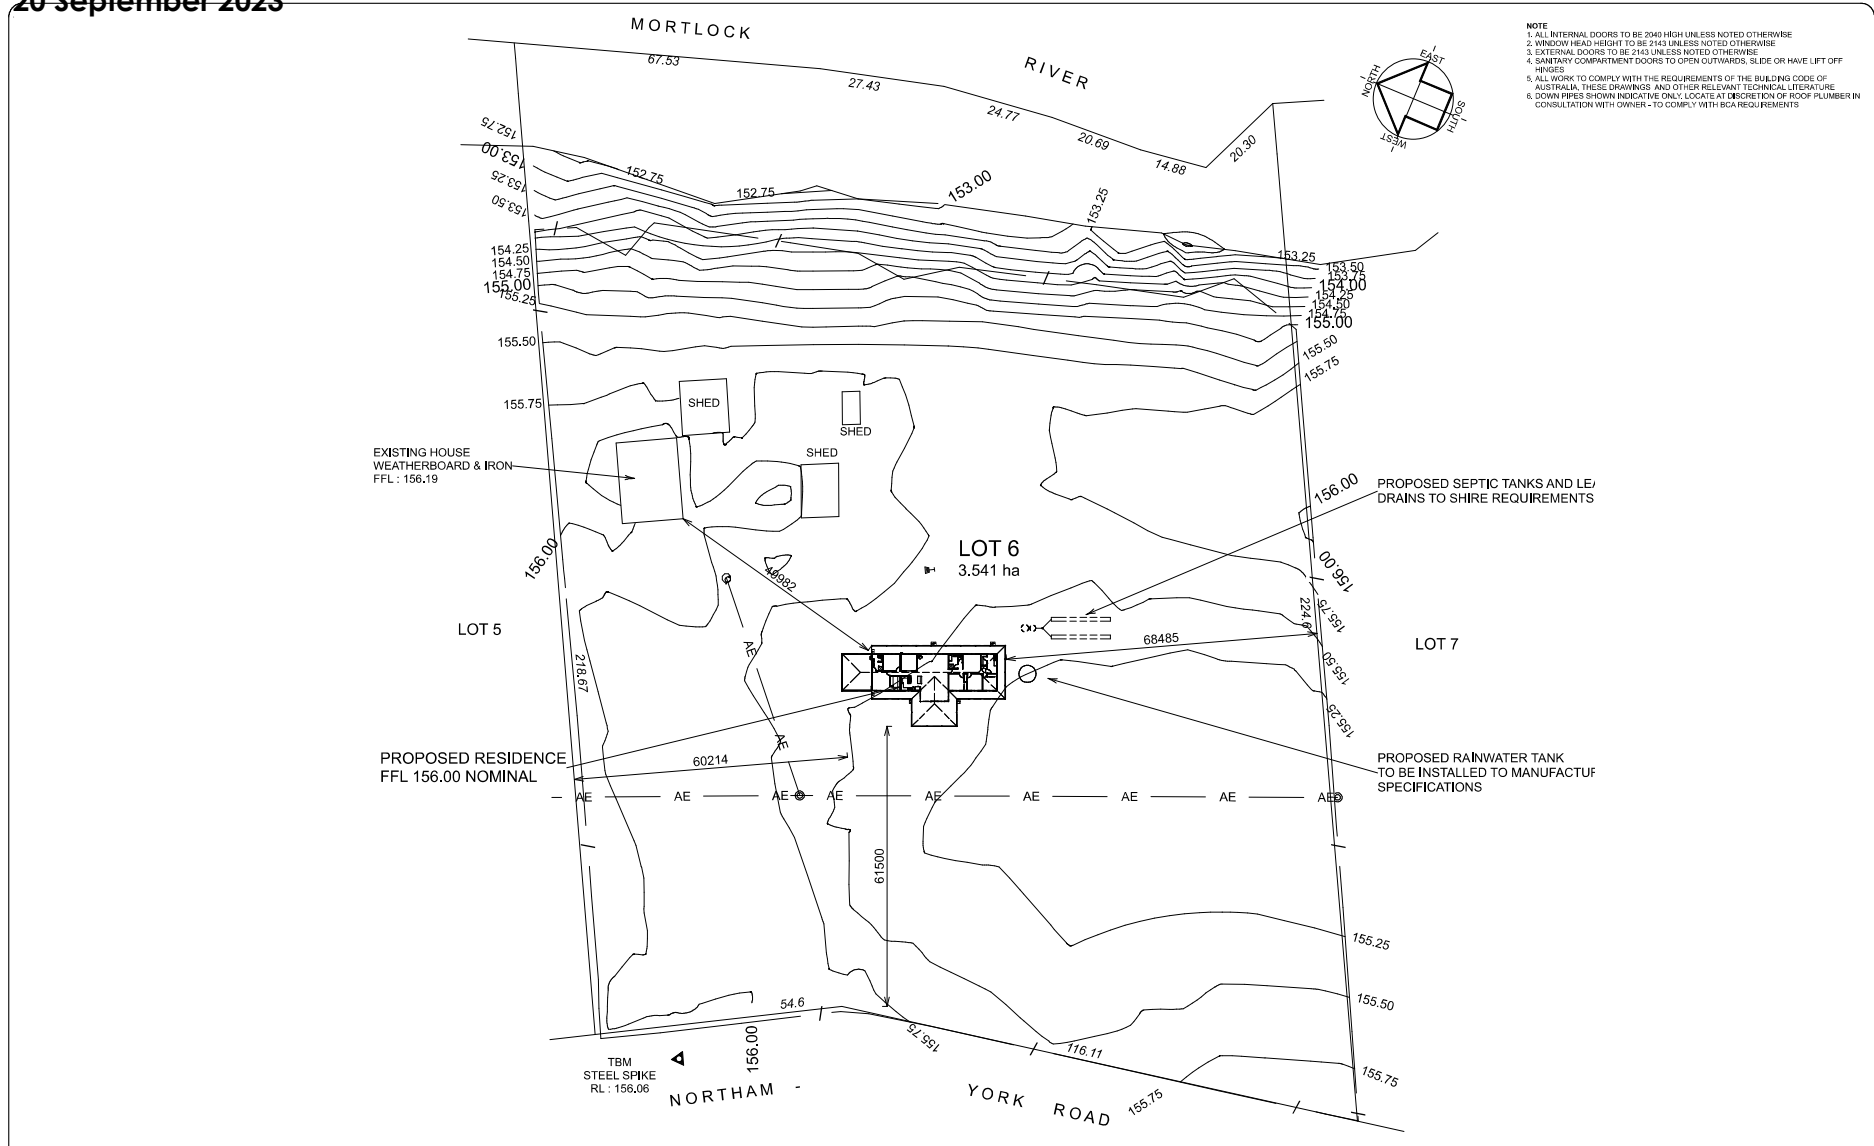 20 September 2023
MORTLOCK
RIVER
67.53
27.43
24.77
20.69
14.88
20.30
EAST
NORTH
SOUTH
WEST
NOTE
1. ALL INTERNAL DOORS TO BE 2040 HIGH UNLESS NOTED OTHERWISE
2. WINDOW HEAD HEIGHT TO BE 2143 UNLESS NOTED OTHERWISE
3. EXTERNAL DOORS TO BE 2143 UNLESS NOTED OTHERWISE
4. SANITARY COMPARTMENT DOORS TO OPEN OUTWARDS, SLIDE OR HAVE LIFT OFF
HINGES
5. ALL WORK TO COMPLY WITH THE REQUIREMENTS OF THE BUILDING CODE OF
AUSTRALIA, THESE DRAWINGS AND OTHER RELEVANT TECHNICAL LITERATURE
6. DOWN PIPES SHOWN INDICATIVE ONLY, LOCATE AT DISCRETION OF ROOF PLUMBER IN
CONSULTATION WITH OWNER - TO COMPLY WITH BCA REQUIREMENTS
152.75
153.00
153.25
153.50
152.75
152.75
153.00
153.25
154.25
154.50
154.75
155.00
155.25
155.50
155.75
153.25
153.50
153.75
154.00
154.25
154.50
154.75
155.00
155.50
155.75
SHED
SHED
SHED
EXISTING HOUSE
WEATHERBOARD & IRON
FFL : 156.19
156.00
156.00
PROPOSED SEPTIC TANKS AND LEA
DRAINS TO SHIRE REQUIREMENTS
LOT 6
3.541 ha
49982
156.00
224.6
155.75
68485
LOT 5
LOT 7
218.67
AE
155.50
155.25
AE
PROPOSED RESIDENCE
FFL 156.00 NOMINAL
60214
PROPOSED RAINWATER TANK
TO BE INSTALLED TO MANUFACTUR
SPECIFICATIONS
AE AE AE AE AE AE AE AE AE
61500
155.25
155.50
54.6
156.00
155.75
116.11
155.75
155.75
TBM
STEEL SPIKE
RL : 156.06
NORTHAM -
YORK ROAD